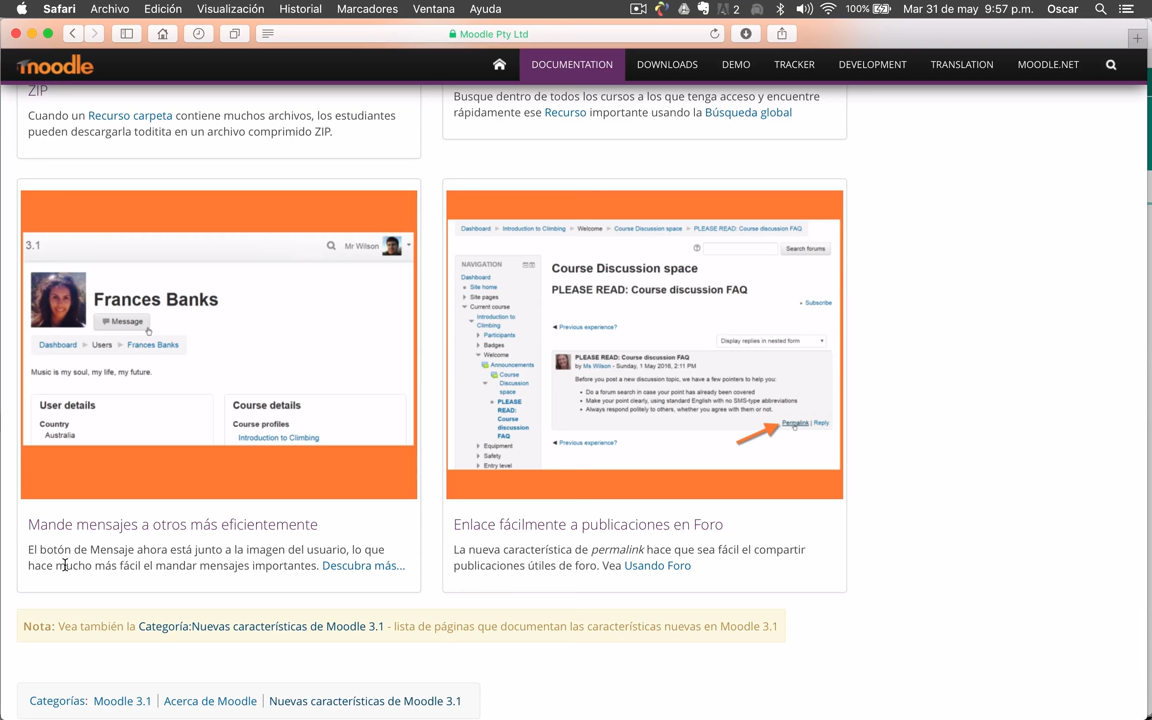 Safari Archivo Edición Visualización Historial Marcadores Ventana Ayuda 2 100% Mar 31 de may 9:57 p.m. Oscar
Moodle Pty Ltd
moodle DOCUMENTATION DOWNLOADS DEMO TRACKER DEVELOPMENT TRANSLATION MOODLE.NET
ZIP
Cuando un Recurso carpeta contiene muchos archivos, los estudiantes
pueden descargarla toditita en un archivo comprimido ZIP.
Busque dentro de todos los cursos a los que tenga acceso y encuentre
rápidamente ese Recurso importante usando la Búsqueda global
3.1 Mr Wilson
Frances Banks
Message
Dashboard Users Frances Banks
Music is my soul, my life, my future.
User details
Country
Australia
Course details
Course profiles
Introduction to Climbing
Mande mensajes a otros más eficientemente
El botón de Mensaje ahora está junto a la imagen del usuario, lo que
hace mucho más fácil el mandar mensajes importantes. Descubra más...
Dashboard Introduction to Climbing Welcome Course Discussion space PLEASE READ: Course discussion FAQ
Search forums
NAVIGATION
Dashboard
Site home
Site pages
Current course
Introduction to
Climbing
Participants
Badges
Welcome
Announcements
Course
Discussion
space
PLEASE
READ:
Course
discussion
FAQ
Equipment
Safety
Entry level
Course Discussion space
PLEASE READ: Course discussion FAQ
Subscribe
Previous experience?
Display replies in nested form
PLEASE READ: Course discussion FAQ
by Ms Wilson - Sunday, 1 May 2016, 2:11 PM
Before you post a new discussion topic, we have a few pointers to help you:
• Do a forum search in case your point has already been covered
• Make your point clearly, using standard English with no SMS-type abbreviations
• Always respond politely to others, whether you agree with them or not.
Permalink | Reply
Previous experience?
Enlace fácilmente a publicaciones en Foro
La nueva característica de permalink hace que sea fácil el compartir
publicaciones útiles de foro. Vea Usando Foro
Nota: Vea también la Categoría:Nuevas características de Moodle 3.1 - lista de páginas que documentan las características nuevas en Moodle 3.1
Categorías: Moodle 3.1 | Acerca de Moodle | Nuevas características de Moodle 3.1